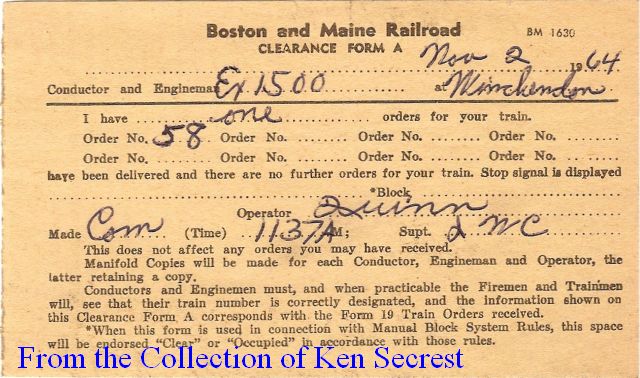 Boston and Maine Railroad BM 1630
CLEARANCE FORM A
Nov 2 1964
Conductor and Engineman Ex 1500 at Winchendon
I have one orders for your train.
Order No. 58 Order No. Order No. Order No.
Order No. Order No. Order No. Order No.
have been delivered and there are no further orders for your train. Stop signal is displayed
*Block
Operator Quinn
Made Com (Time) 1137A M; Supt. WC
This does not affect any orders you may have received.
Manifold Copies will be made for each Conductor, Engineman and Operator, the
latter retaining a copy.
Conductors and Enginemen must, and when practicable the Firemen and Trainmen
will, see that their train number is correctly designated, and the information shown on
this Clearance Form A corresponds with the Form 19 Train Orders received.
*When this form is used in connection with Manual Block System Rules, this space
will be endorsed "Clear" or "Occupied" in accordance with those rules.
From the Collection of Ken Secrest